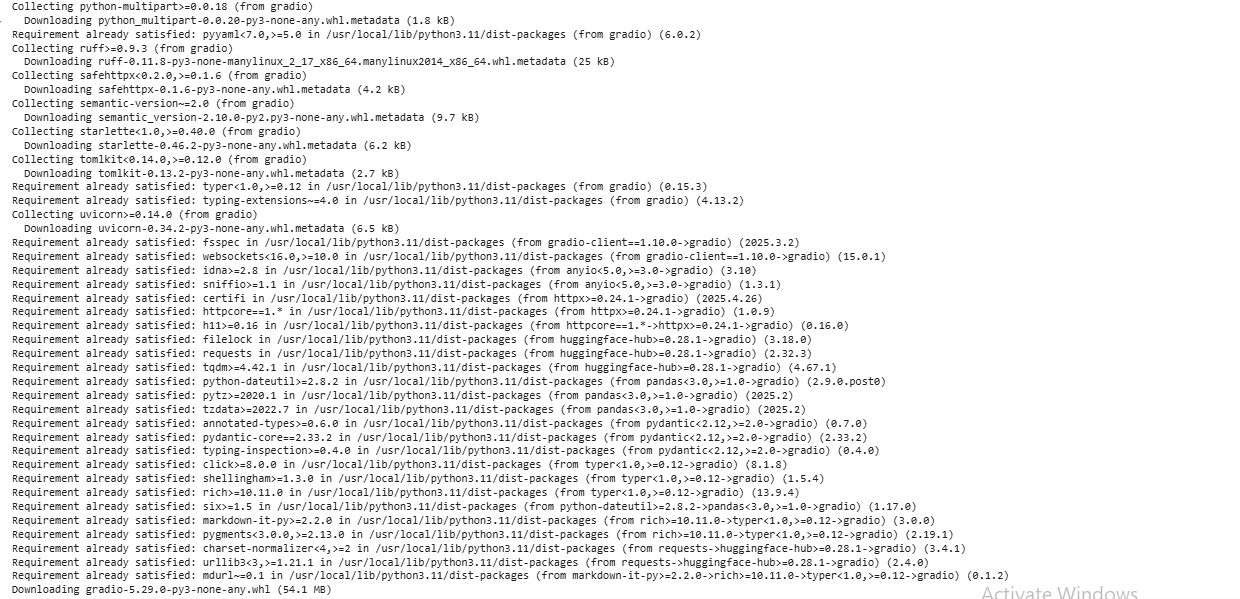 Collecting python-multipart>=0.0.18 (from gradio)
Downloading python_multipart-0.0.20-py3-none-any.whl.metadata (1.8 kB)
Requirement already satisfied: pyyaml<7.0,>=5.0 in /usr/local/lib/python3.11/dist-packages (from gradio) (6.0.2)
Collecting ruff>=0.9.3 (from gradio)
Downloading ruff-0.11.8-py3-none-manylinux_2_17_x86_64.manylinux2014_x86_64.whl.metadata (25 kB)
Collecting safehttpx<0.2.0,>=0.1.6 (from gradio)
Downloading safehttpx-0.1.6-py3-none-any.whl.metadata (4.2 kB)
Collecting semantic-version~=2.0 (from gradio)
Downloading semantic_version-2.10.0-py2.py3-none-any.whl.metadata (9.7 kB)
Collecting starlette<1.0,>=0.40.0 (from gradio)
Downloading starlette-0.46.2-py3-none-any.whl.metadata (6.2 kB)
Collecting tomlkit<0.14.0,>=0.12.0 (from gradio)
Downloading tomlkit-0.13.2-py3-none-any.whl.metadata (2.7 kB)
Requirement already satisfied: typer<1.0,>=0.12 in /usr/local/lib/python3.11/dist-packages (from gradio) (0.15.3)
Requirement already satisfied: typing-extensions~=4.0 in /usr/local/lib/python3.11/dist-packages (from gradio) (4.13.2)
Collecting uvicorn>=0.14.0 (from gradio)
Downloading uvicorn-0.34.2-py3-none-any.whl.metadata (6.5 kB)
Requirement already satisfied: fsspec in /usr/local/lib/python3.11/dist-packages (from gradio-client==1.10.0->gradio) (2025.3.2)
Requirement already satisfied: websockets<16.0,>=10.0 in /usr/local/lib/python3.11/dist-packages (from gradio-client==1.10.0->gradio) (15.0.1)
Requirement already satisfied: idna>=2.8 in /usr/local/lib/python3.11/dist-packages (from anyio<5.0,>=3.0->gradio) (3.10)
Requirement already satisfied: sniffio>=1.1 in /usr/local/lib/python3.11/dist-packages (from anyio<5.0,>=3.0->gradio) (1.3.1)
Requirement already satisfied: certifi in /usr/local/lib/python3.11/dist-packages (from httpx>=0.24.1->gradio) (2025.4.26)
Requirement already satisfied: httpcore==1.* in /usr/local/lib/python3.11/dist-packages (from httpx>=0.24.1->gradio) (1.0.9)
Requirement already satisfied: h11>=0.16 in /usr/local/lib/python3.11/dist-packages (from httpcore==1.*->httpx>=0.24.1->gradio) (0.16.0)
Requirement already satisfied: filelock in /usr/local/lib/python3.11/dist-packages (from huggingface-hub>=0.28.1->gradio) (3.18.0)
Requirement already satisfied: requests in /usr/local/lib/python3.11/dist-packages (from huggingface-hub>=0.28.1->gradio) (2.32.3)
Requirement already satisfied: tqdm>=4.42.1 in /usr/local/lib/python3.11/dist-packages (from huggingface-hub>=0.28.1->gradio) (4.67.1)
Requirement already satisfied: python-dateutil>=2.8.2 in /usr/local/lib/python3.11/dist-packages (from pandas<3.0,>=1.0->gradio) (2.9.0.post0)
Requirement already satisfied: pytz>=2020.1 in /usr/local/lib/python3.11/dist-packages (from pandas<3.0,>=1.0->gradio) (2025.2)
Requirement already satisfied: tzdata>=2022.7 in /usr/local/lib/python3.11/dist-packages (from pandas<3.0,>=1.0->gradio) (2025.2)
Requirement already satisfied: annotated-types>=0.6.0 in /usr/local/lib/python3.11/dist-packages (from pydantic<2.12,>=2.0->gradio) (0.7.0)
Requirement already satisfied: pydantic-core==2.33.2 in /usr/local/lib/python3.11/dist-packages (from pydantic<2.12,>=2.0->gradio) (2.33.2)
Requirement already satisfied: typing-inspection>=0.4.0 in /usr/local/lib/python3.11/dist-packages (from pydantic<2.12,>=2.0->gradio) (0.4.0)
Requirement already satisfied: click>=8.0.0 in /usr/local/lib/python3.11/dist-packages (from typer<1.0,>=0.12->gradio) (8.1.8)
Requirement already satisfied: shellingham>=1.3.0 in /usr/local/lib/python3.11/dist-packages (from typer<1.0,>=0.12->gradio) (1.5.4)
Requirement already satisfied: rich>=10.11.0 in /usr/local/lib/python3.11/dist-packages (from typer<1.0,>=0.12->gradio) (13.9.4)
Requirement already satisfied: six>=1.5 in /usr/local/lib/python3.11/dist-packages (from python-dateutil>=2.8.2->pandas<3.0,>=1.0->gradio) (1.17.0)
Requirement already satisfied: markdown-it-py>=2.2.0 in /usr/local/lib/python3.11/dist-packages (from rich>=10.11.0->typer<1.0,>=0.12->gradio) (3.0.0)
Requirement already satisfied: pygments<3.0.0,>=2.13.0 in /usr/local/lib/python3.11/dist-packages (from rich>=10.11.0->typer<1.0,>=0.12->gradio) (2.19.1)
Requirement already satisfied: charset-normalizer<4,>=2 in /usr/local/lib/python3.11/dist-packages (from requests->huggingface-hub>=0.28.1->gradio) (3.4.1)
Requirement already satisfied: urllib3<3,>=1.21.1 in /usr/local/lib/python3.11/dist-packages (from requests->huggingface-hub>=0.28.1->gradio) (2.4.0)
Requirement already satisfied: mdurl~=0.1 in /usr/local/lib/python3.11/dist-packages (from markdown-it-py>=2.2.0->rich>=10.11.0->typer<1.0,>=0.12->gradio) (0.1.2)
Downloading gradio-5.29.0-py3-none-any.whl (54.1 MB)
Activate Windows